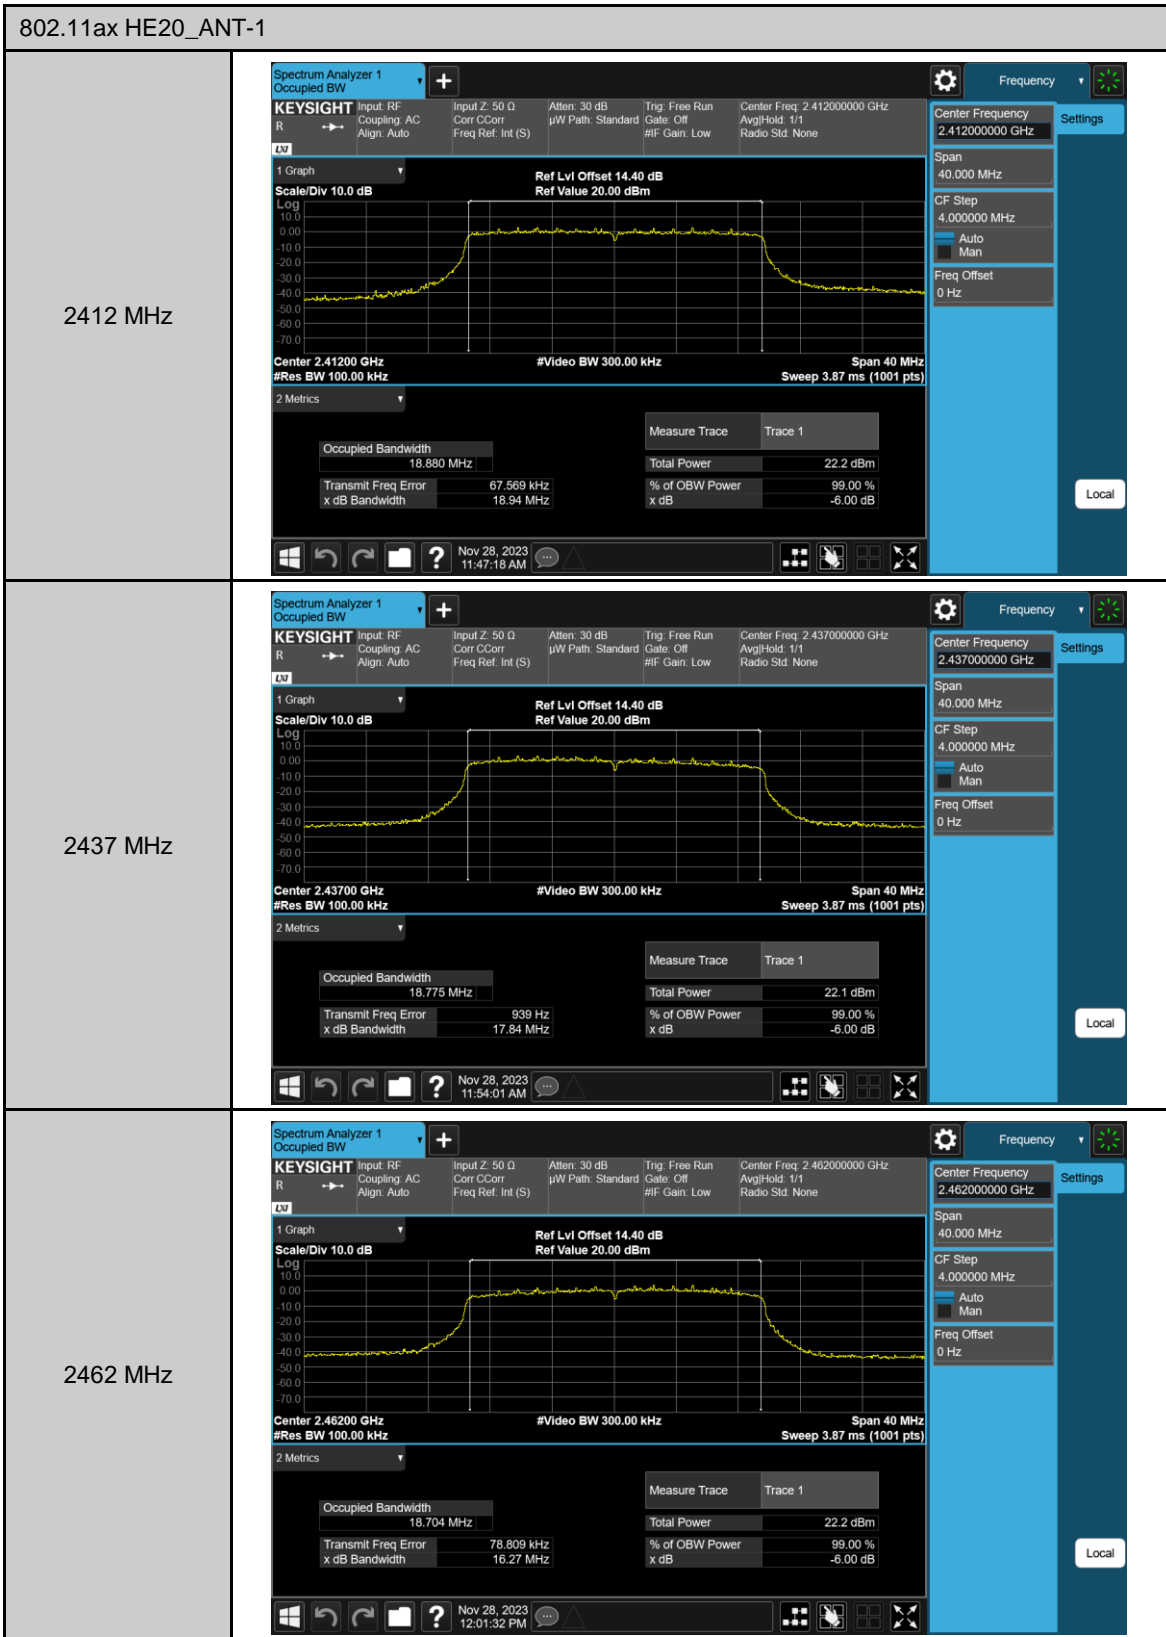 802.11ax HE20_ANT-1
2412 MHz
Spectrum Analyzer 1
Occupied BW
Frequency
KEYSIGHT
R
LXI
Input: RF
Coupling: AC
Align: Auto
Input Z: 50 Ω
Corr CCorr
Freq Ref: Int (S)
Atten: 30 dB
µW Path: Standard
Trig: Free Run
Gate: Off
#IF Gain: Low
Center Freq: 2.412000000 GHz
Avg|Hold: 1/1
Radio Std: None
Center Frequency
2.412000000 GHz
Settings
Span
40.000 MHz
CF Step
4.000000 MHz
Auto
Man
Freq Offset
0 Hz
1 Graph
Scale/Div 10.0 dB
Ref Lvl Offset 14.40 dB
Ref Value 20.00 dBm
Log
10.0
0.00
-10.0
-20.0
-30.0
-40.0
-50.0
-60.0
-70.0
Center 2.41200 GHz
#Video BW 300.00 kHz
Span 40 MHz
#Res BW 100.00 kHz
Sweep 3.87 ms (1001 pts)
2 Metrics
Measure Trace Trace 1
Occupied Bandwidth
18.880 MHz
Total Power 22.2 dBm
Transmit Freq Error 67.569 kHz
% of OBW Power 99.00 %
x dB Bandwidth 18.94 MHz
x dB -6.00 dB
Local
?
Nov 28, 2023
11:47:18 AM
2437 MHz
Spectrum Analyzer 1
Occupied BW
Frequency
KEYSIGHT
R
LXI
Input: RF
Coupling: AC
Align: Auto
Input Z: 50 Ω
Corr CCorr
Freq Ref: Int (S)
Atten: 30 dB
µW Path: Standard
Trig: Free Run
Gate: Off
#IF Gain: Low
Center Freq: 2.437000000 GHz
Avg|Hold: 1/1
Radio Std: None
Center Frequency
2.437000000 GHz
Settings
Span
40.000 MHz
CF Step
4.000000 MHz
Auto
Man
Freq Offset
0 Hz
1 Graph
Scale/Div 10.0 dB
Ref Lvl Offset 14.40 dB
Ref Value 20.00 dBm
Log
10.0
0.00
-10.0
-20.0
-30.0
-40.0
-50.0
-60.0
-70.0
Center 2.43700 GHz
#Video BW 300.00 kHz
Span 40 MHz
#Res BW 100.00 kHz
Sweep 3.87 ms (1001 pts)
2 Metrics
Measure Trace Trace 1
Occupied Bandwidth
18.775 MHz
Total Power 22.1 dBm
Transmit Freq Error 939 Hz
% of OBW Power 99.00 %
x dB Bandwidth 17.84 MHz
x dB -6.00 dB
Local
?
Nov 28, 2023
11:54:01 AM
2462 MHz
Spectrum Analyzer 1
Occupied BW
Frequency
KEYSIGHT
R
LXI
Input: RF
Coupling: AC
Align: Auto
Input Z: 50 Ω
Corr CCorr
Freq Ref: Int (S)
Atten: 30 dB
µW Path: Standard
Trig: Free Run
Gate: Off
#IF Gain: Low
Center Freq: 2.462000000 GHz
Avg|Hold: 1/1
Radio Std: None
Center Frequency
2.462000000 GHz
Settings
Span
40.000 MHz
CF Step
4.000000 MHz
Auto
Man
Freq Offset
0 Hz
1 Graph
Scale/Div 10.0 dB
Ref Lvl Offset 14.40 dB
Ref Value 20.00 dBm
Log
10.0
0.00
-10.0
-20.0
-30.0
-40.0
-50.0
-60.0
-70.0
Center 2.46200 GHz
#Video BW 300.00 kHz
Span 40 MHz
#Res BW 100.00 kHz
Sweep 3.87 ms (1001 pts)
2 Metrics
Measure Trace Trace 1
Occupied Bandwidth
18.704 MHz
Total Power 22.2 dBm
Transmit Freq Error 78.809 kHz
% of OBW Power 99.00 %
x dB Bandwidth 16.27 MHz
x dB -6.00 dB
Local
?
Nov 28, 2023
12:01:32 PM